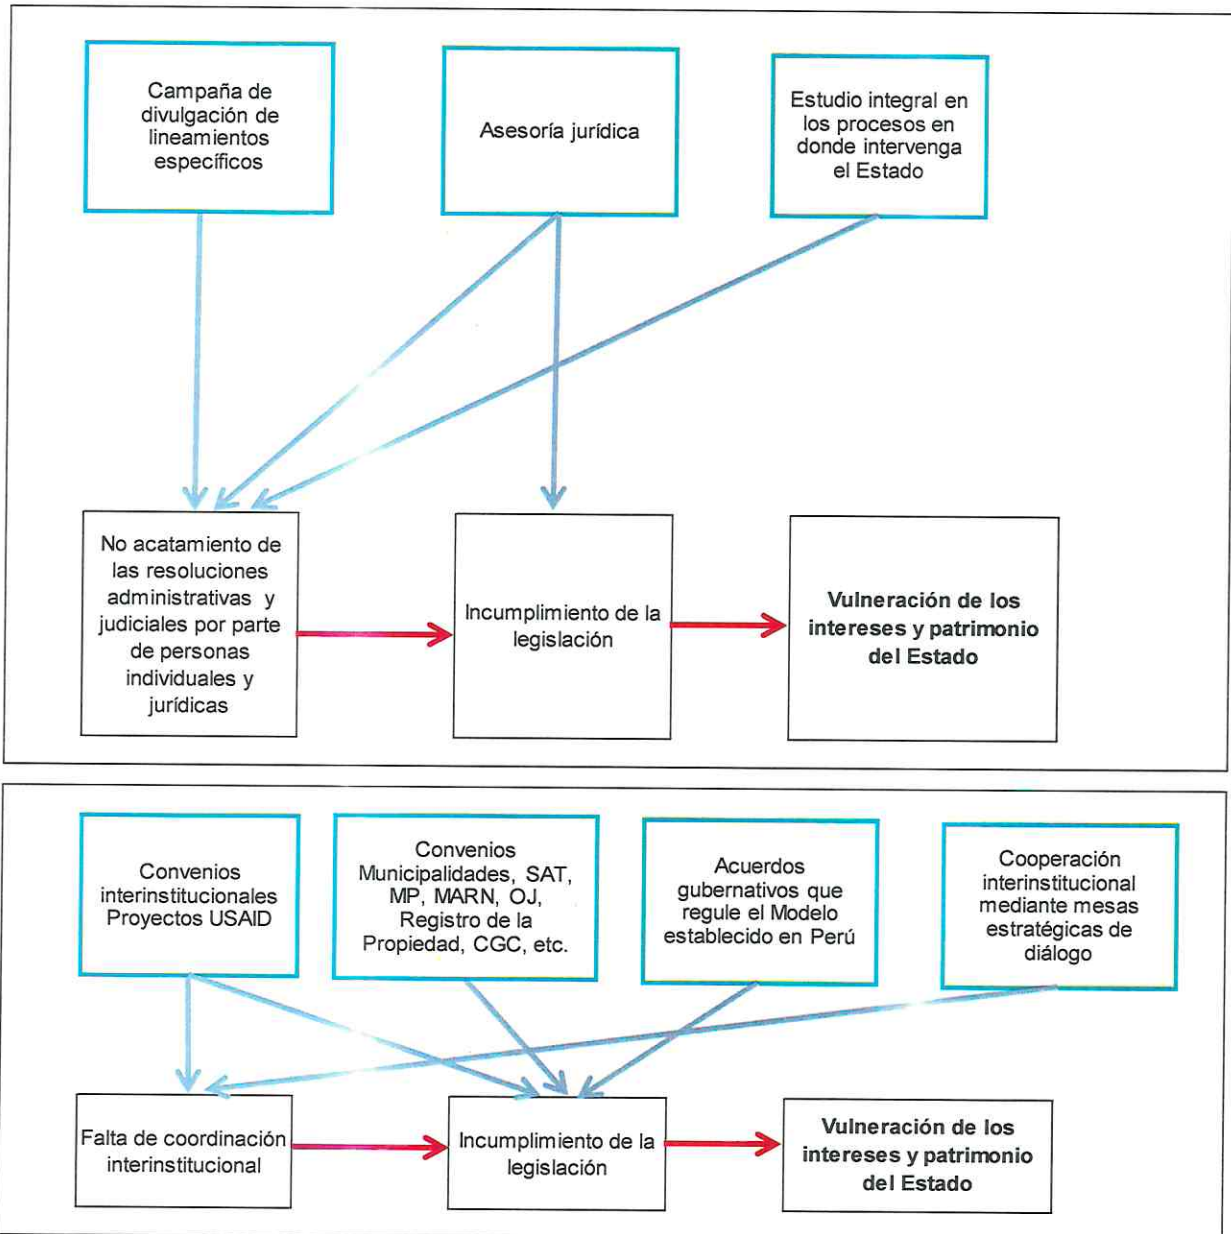 Campaña de
divulgación de
lineamientos
específicos
Asesoría jurídica
Estudio integral en
los procesos en
donde intervenga
el Estado
No acatamiento de
las resoluciones
administrativas y
judiciales por parte
de personas
individuales y
jurídicas
Incumplimiento de la
legislación
Vulneración de los
intereses y patrimonio
del Estado
Convenios
interinstitucionales
Proyectos USAID
Convenios
Municipalidades, SAT,
MP, MARN, OJ,
Registro de la
Propiedad, CGC, etc.
Acuerdos
gubernativos que
regule el Modelo
establecido en Perú
Cooperación
interinstitucional
mediante mesas
estratégicas de
diálogo
Falta de coordinación
interinstitucional
Incumplimiento de la
legislación
Vulneración de los
intereses y patrimonio
del Estado